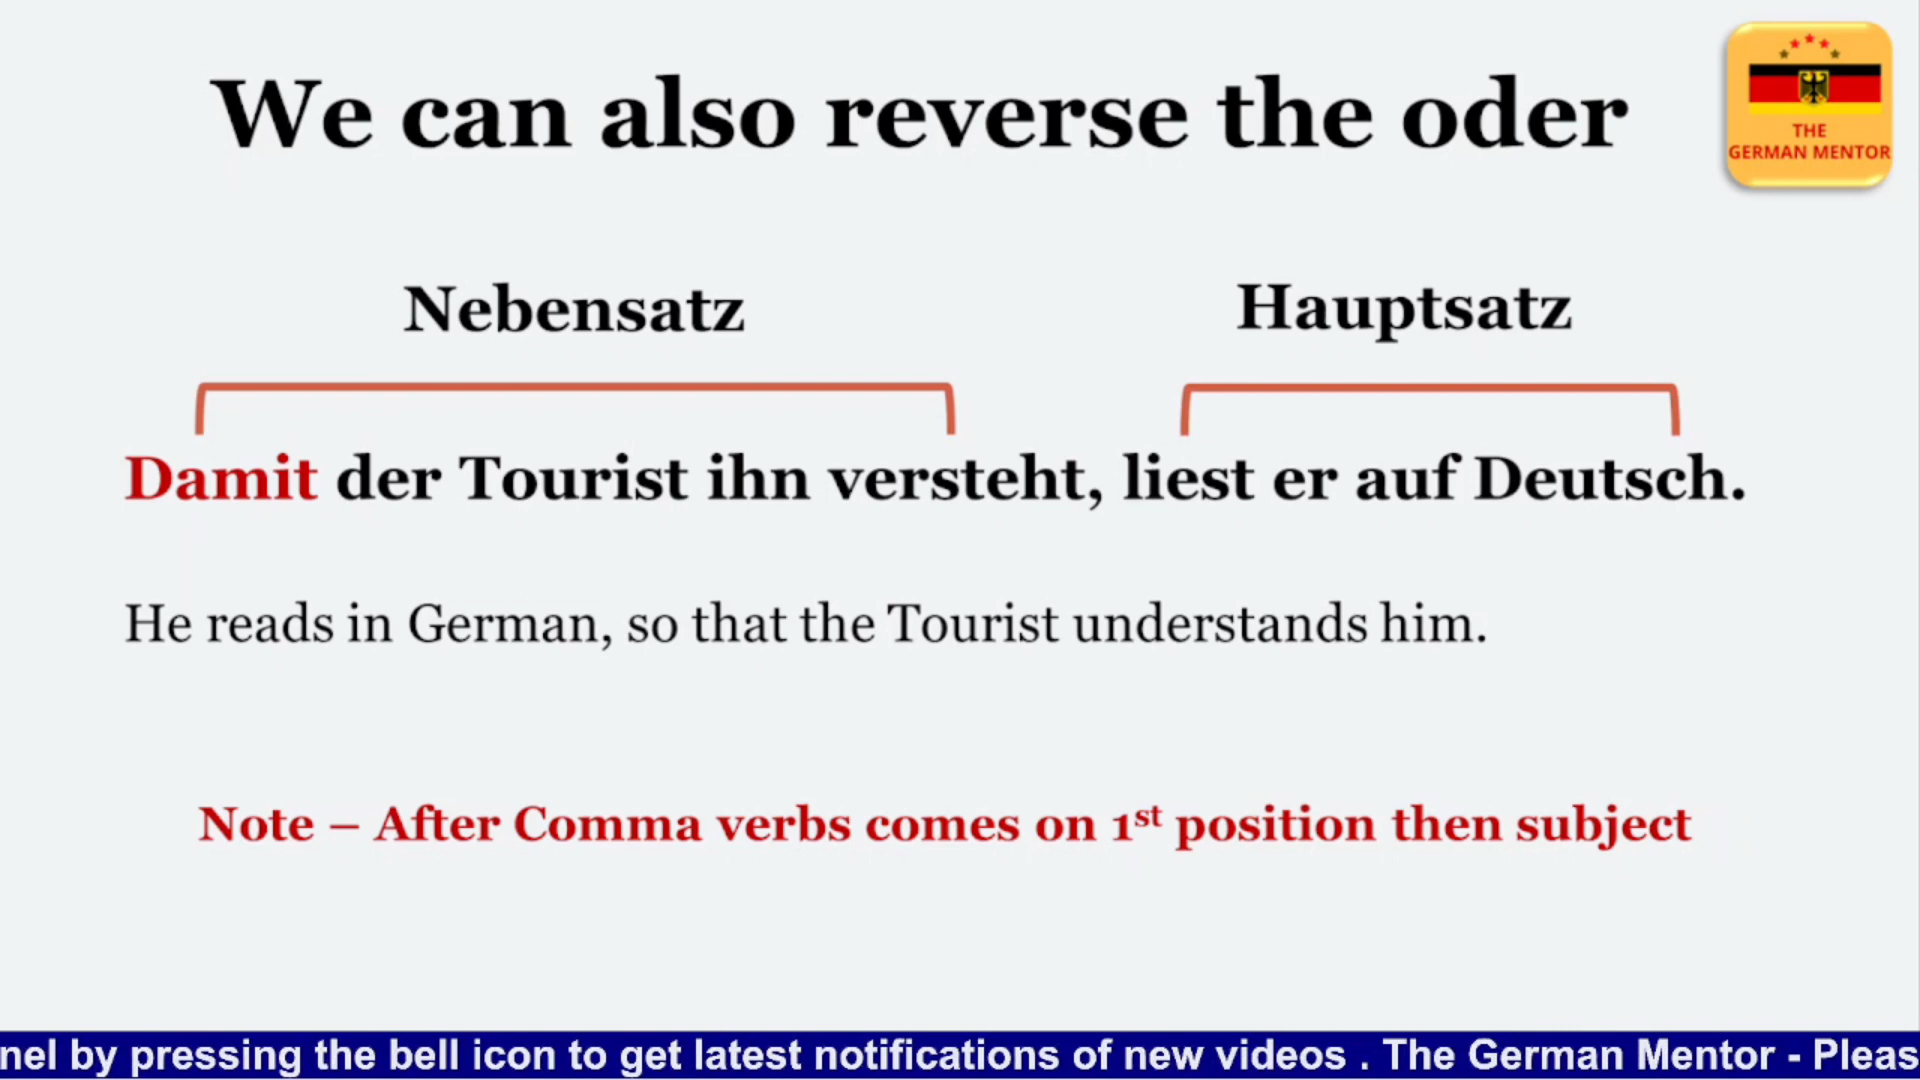 We can also reverse the oder
THE
GERMAN MENTOR
Nebensatz
Hauptsatz
Damit der Tourist ihn versteht, liest er auf Deutsch.
He reads in German, so that the Tourist understands him.
Note – After Comma verbs comes on 1st position then subject
nel by pressing the bell icon to get latest notifications of new videos . The German Mentor - Pleas